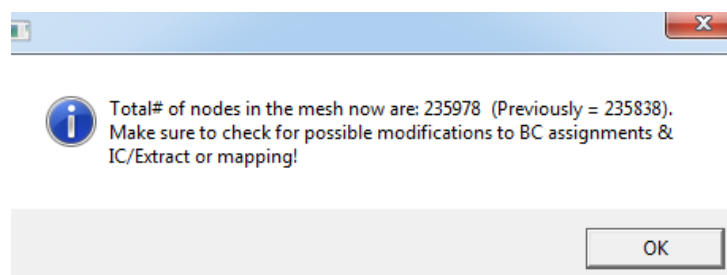 Total# of nodes in the mesh now are: 235978  (Previously = 235838).
Make sure to check for possible modifications to BC assignments &
IC/Extract or mapping!
OK